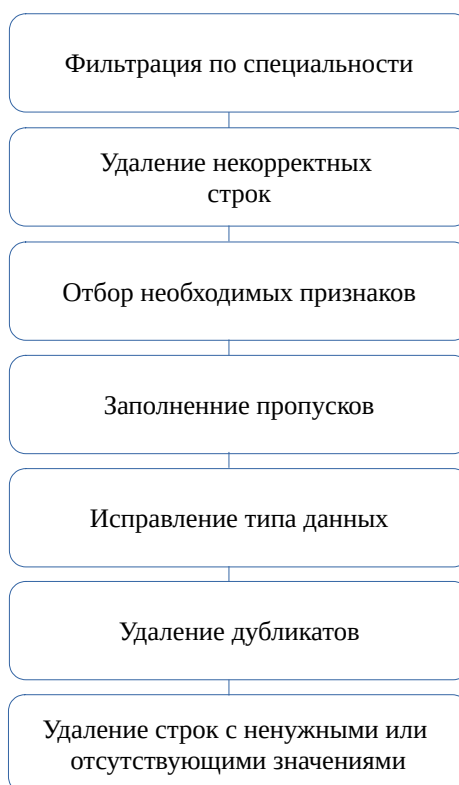 Фильтрация по специальности
Удаление некорректных
строк
Отбор необходимых признаков
Заполненние пропусков
Исправление типа данных
Удаление дубликатов
Удаление строк с ненужными или
отсутствующими значениями